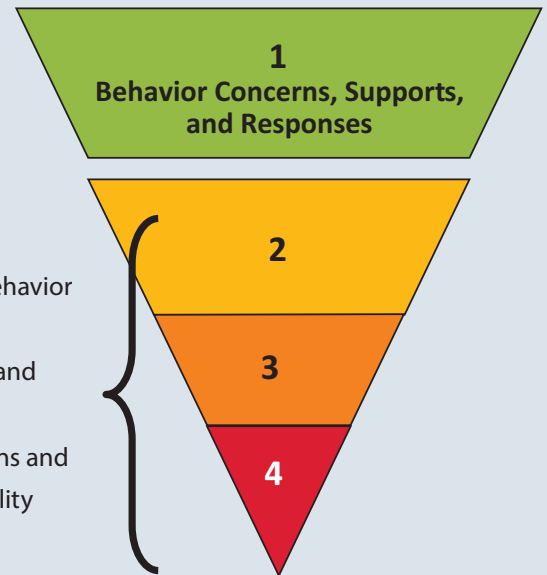 1
Behavior Concerns, Supports,
and Responses
2
ehavior
3
and
ns and
4
lity